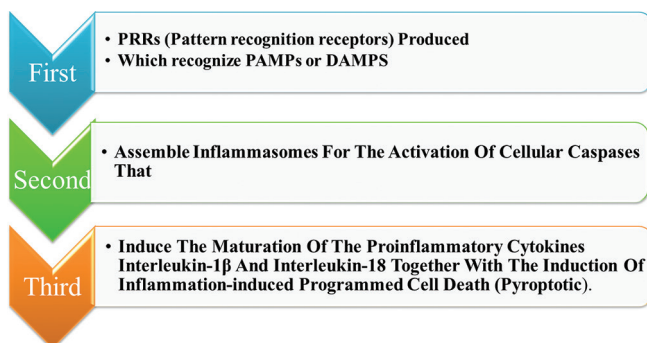 First
• PRRs (Pattern recognition receptors) Produced
• Which recognize PAMPs or DAMPS
Second
• Assemble Inflammasomes For The Activation Of Cellular Caspases
That
Third
• Induce The Maturation Of The Proinflammatory Cytokines
Interleukin-1β And Interleukin-18 Together With The Induction Of
Inflammation-induced Programmed Cell Death (Pyroptotic).